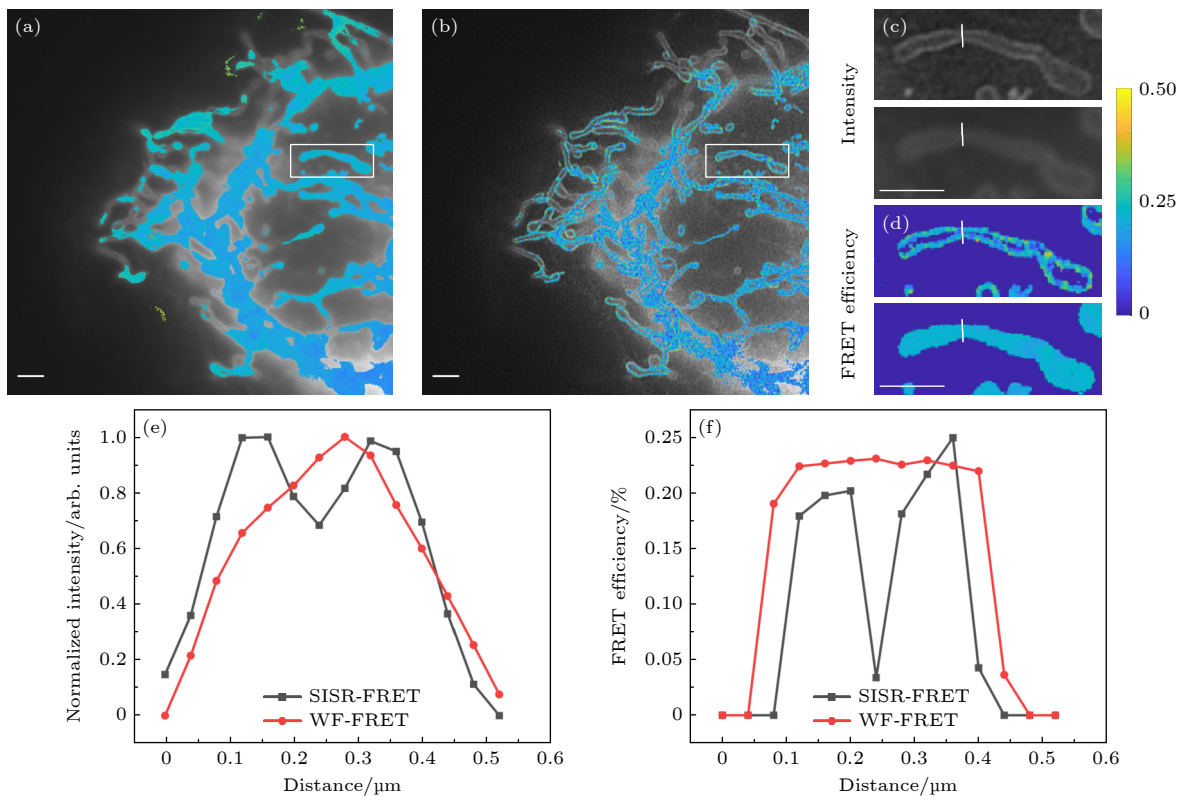 (a)
(b)
(c)
Intensity
(d)
FRET efficiency
0.50
0.25
0
(e)
Normalized intensity/arb. units
1.0
0.8
0.6
0.4
0.2
0
SISR-FRET
WF-FRET
0 0.1 0.2 0.3 0.4 0.5 0.6
Distance/µm
(f)
FRET efficiency/%
0.25
0.20
0.25
0.10
0.05
0
SISR-FRET
WF-FRET
0 0.1 0.2 0.3 0.4 0.5 0.6
Distance/µm